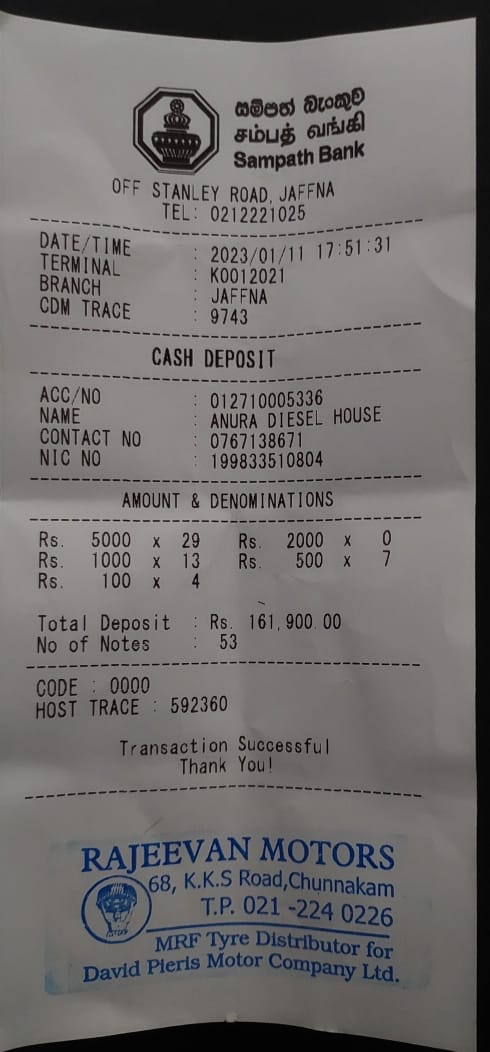 සම්පත් බැංකුව
சம்பத் வங்கி
Sampath Bank
OFF STANLEY ROAD, JAFFNA
TEL: 0212221025
DATE/TIME : 2023/01/11 17:51:31
TERMINAL : K0012021
BRANCH : JAFFNA
CDM TRACE : 9743
CASH DEPOSIT
ACC/NO : 012710005336
NAME : ANURA DIESEL HOUSE
CONTACT NO : 0767138671
NIC NO : 199833510804
AMOUNT & DENOMINATIONS
Rs. 5000 x 29 Rs. 2000 x 0
Rs. 1000 x 13 Rs. 500 x 7
Rs. 100 x 4
Total Deposit : Rs. 161,900.00
No of Notes : 53
CODE : 0000
HOST TRACE : 592360
Transaction Successful
Thank You!
RAJEEVAN MOTORS
68, K.K.S Road,Chunnakam
T.P. 021 -224 0226
MRF Tyre Distributor for
David Pieris Motor Company Ltd.